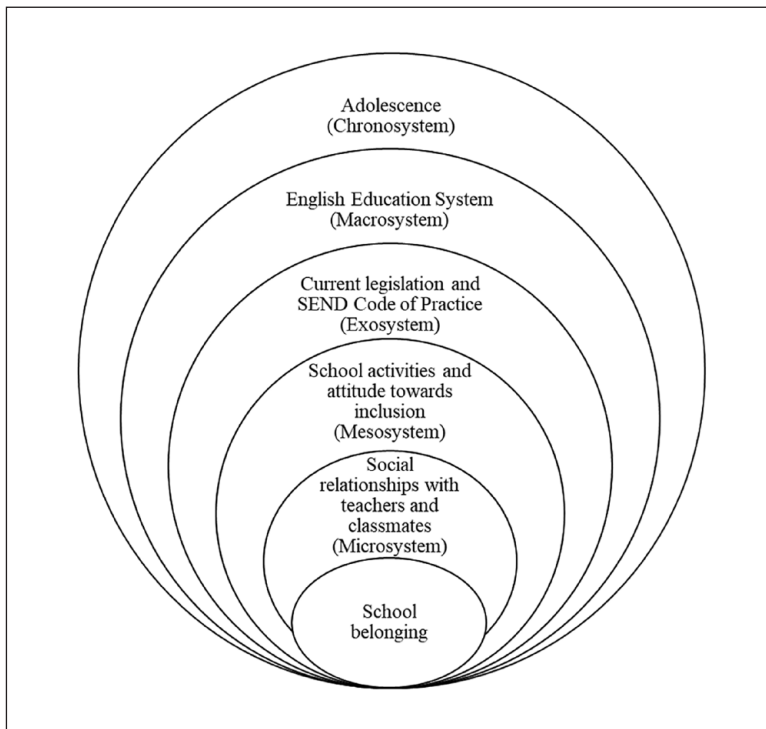 Adolescence
(Chronosystem)
English Education System
(Macrosystem)
Current legislation and
SEND Code of Practice
(Exosystem)
School activities and
attitude towards
inclusion
(Mesosystem)
Social
relationships with
teachers and
classmates
(Microsystem)
School
belonging